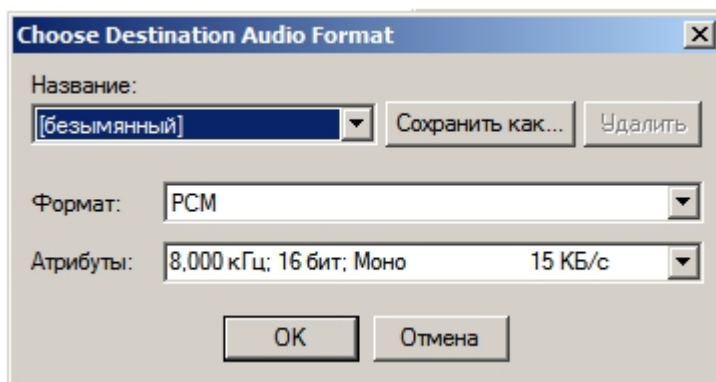 Choose Destination Audio Format
Название:
[безымянный]
Сохранить как...
Удалить
Формат:
PCM
Атрибуты:
8,000 кГц; 16 бит; Моно 15 КБ/с
OK
Отмена